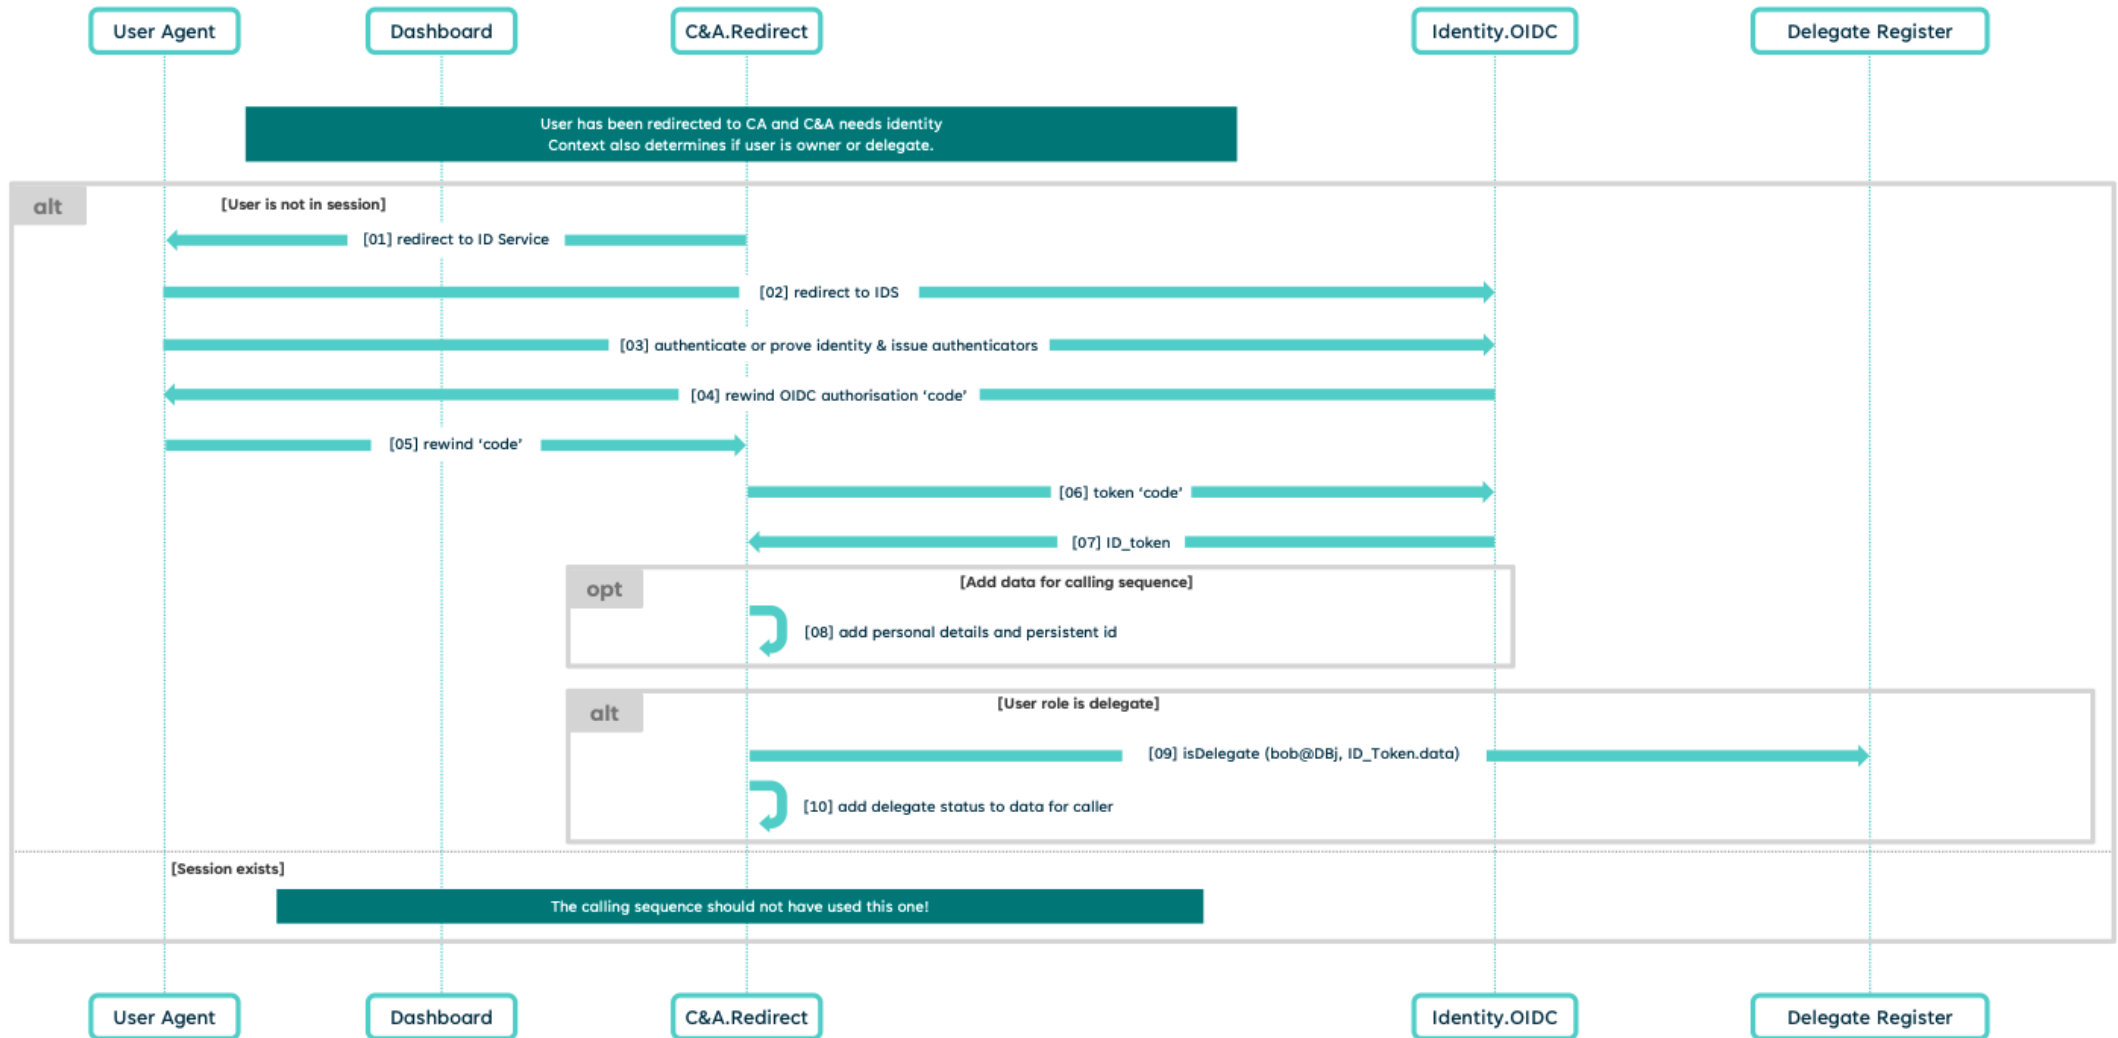 User Agent
Dashboard
C&A.Redirect
Identity.OIDC
Delegate Register
User has been redirected to CA and C&A needs identity
Context also determines if user is owner or delegate.
alt
[User is not in session]
[01] redirect to ID Service
[02] redirect to IDS
[03] authenticate or prove identity & issue authenticators
[04] rewind OIDC authorisation ‘code’
[05] rewind ‘code’
[06] token ‘code’
[07] ID_token
opt
[Add data for calling sequence]
[08] add personal details and persistent id
alt
[User role is delegate]
[09] isDelegate (bob@DBj, ID_Token.data)
[10] add delegate status to data for caller
[Session exists]
The calling sequence should not have used this one!
User Agent
Dashboard
C&A.Redirect
Identity.OIDC
Delegate Register